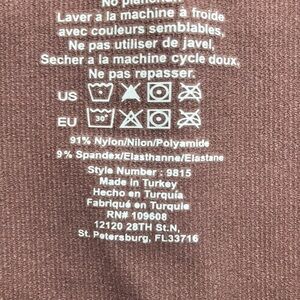 No planchar.
Laver a la machine à froide
avec couleurs semblables,
Ne pas utiliser de javel,
Secher a la machine cycle doux,
Ne pas repasser.
US
EU 30°
91% Nylon/Nilon/Polyamide
9% Spandex/Elasthanne/Elastane
Style Number : 9815
Made in Turkey
Hecho en Turquia
Fabriqué en Turquie
RN# 109608
12120 28TH St.N,
St. Petersburg, FL33716